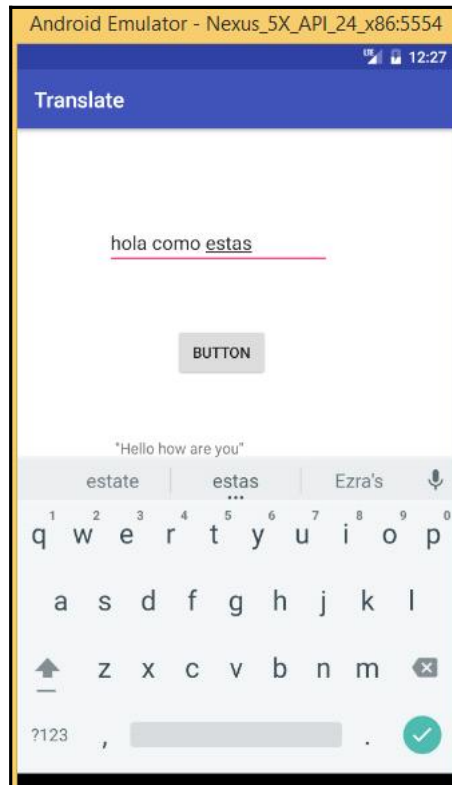 Android Emulator - Nexus_5X_API_24_x86:5554
LTE 12:27
Translate
hola como estas
BUTTON
"Hello how are you"
estate estas Ezra's
1 2 3 4 5 6 7 8 9 0
q w e r t y u i o p
a s d f g h j k l
z x c v b n m
?123 , .